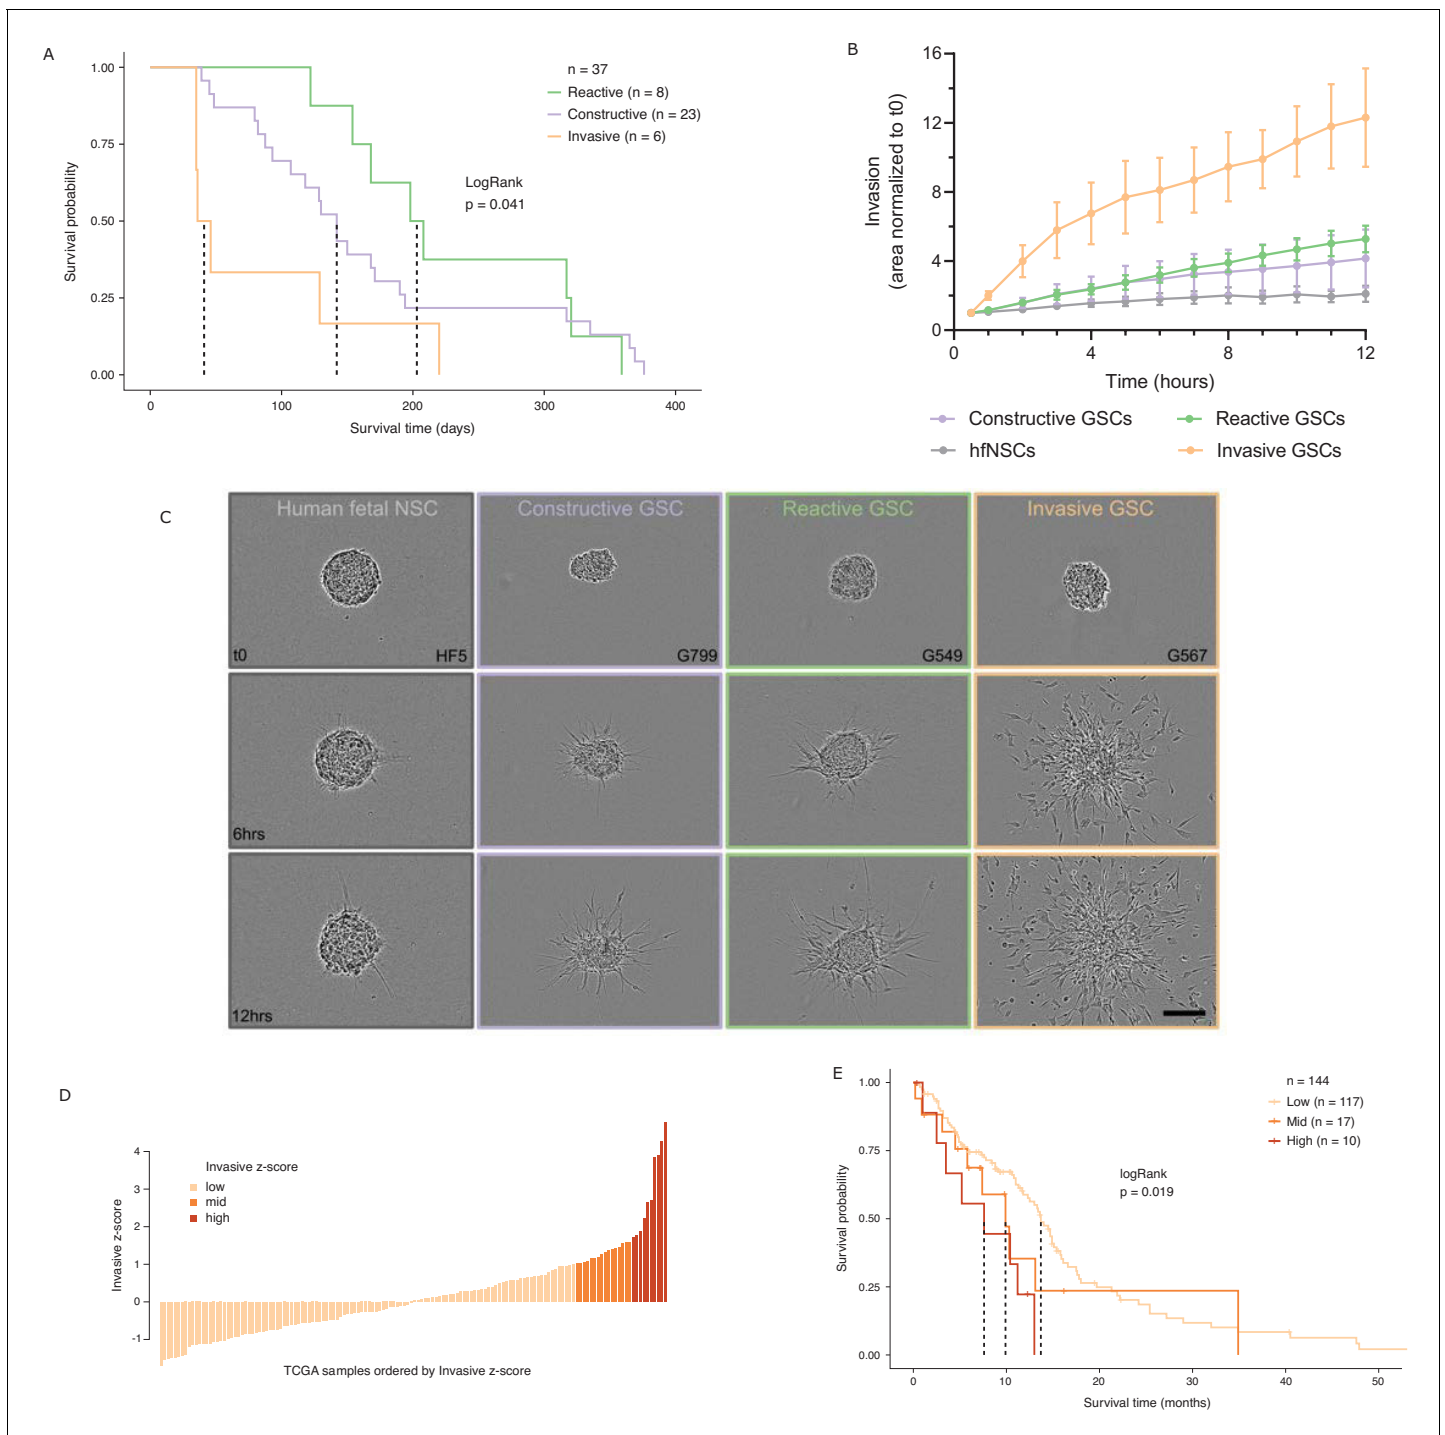 A
1.00
0.75
0.50
0.25
0.00
Survival probability
0
100
200
300
400
Survival time (days)
n = 37
Reactive (n = 8)
Constructive (n = 23)
Invasive (n = 6)
LogRank
p = 0.041
B
16
12
8
4
0
Invasion
(area normalized to t0)
0
4
8
12
Time (hours)
Constructive GSCs
Reactive GSCs
hfNSCs
Invasive GSCs
C
Human fetal NSC
Constructive GSC
Reactive GSC
Invasive GSC
t0
HF5
G799
G549
G567
6hrs
12hrs
D
4
3
2
1
0
-1
Invasive z-score
Invasive z-score
low
mid
high
TCGA samples ordered by Invasive z-score
E
1.00
0.75
0.50
0.25
0.00
Survival probability
0
10
20
30
40
50
Survival time (months)
n = 144
Low (n = 117)
Mid (n = 17)
High (n = 10)
logRank
p = 0.019